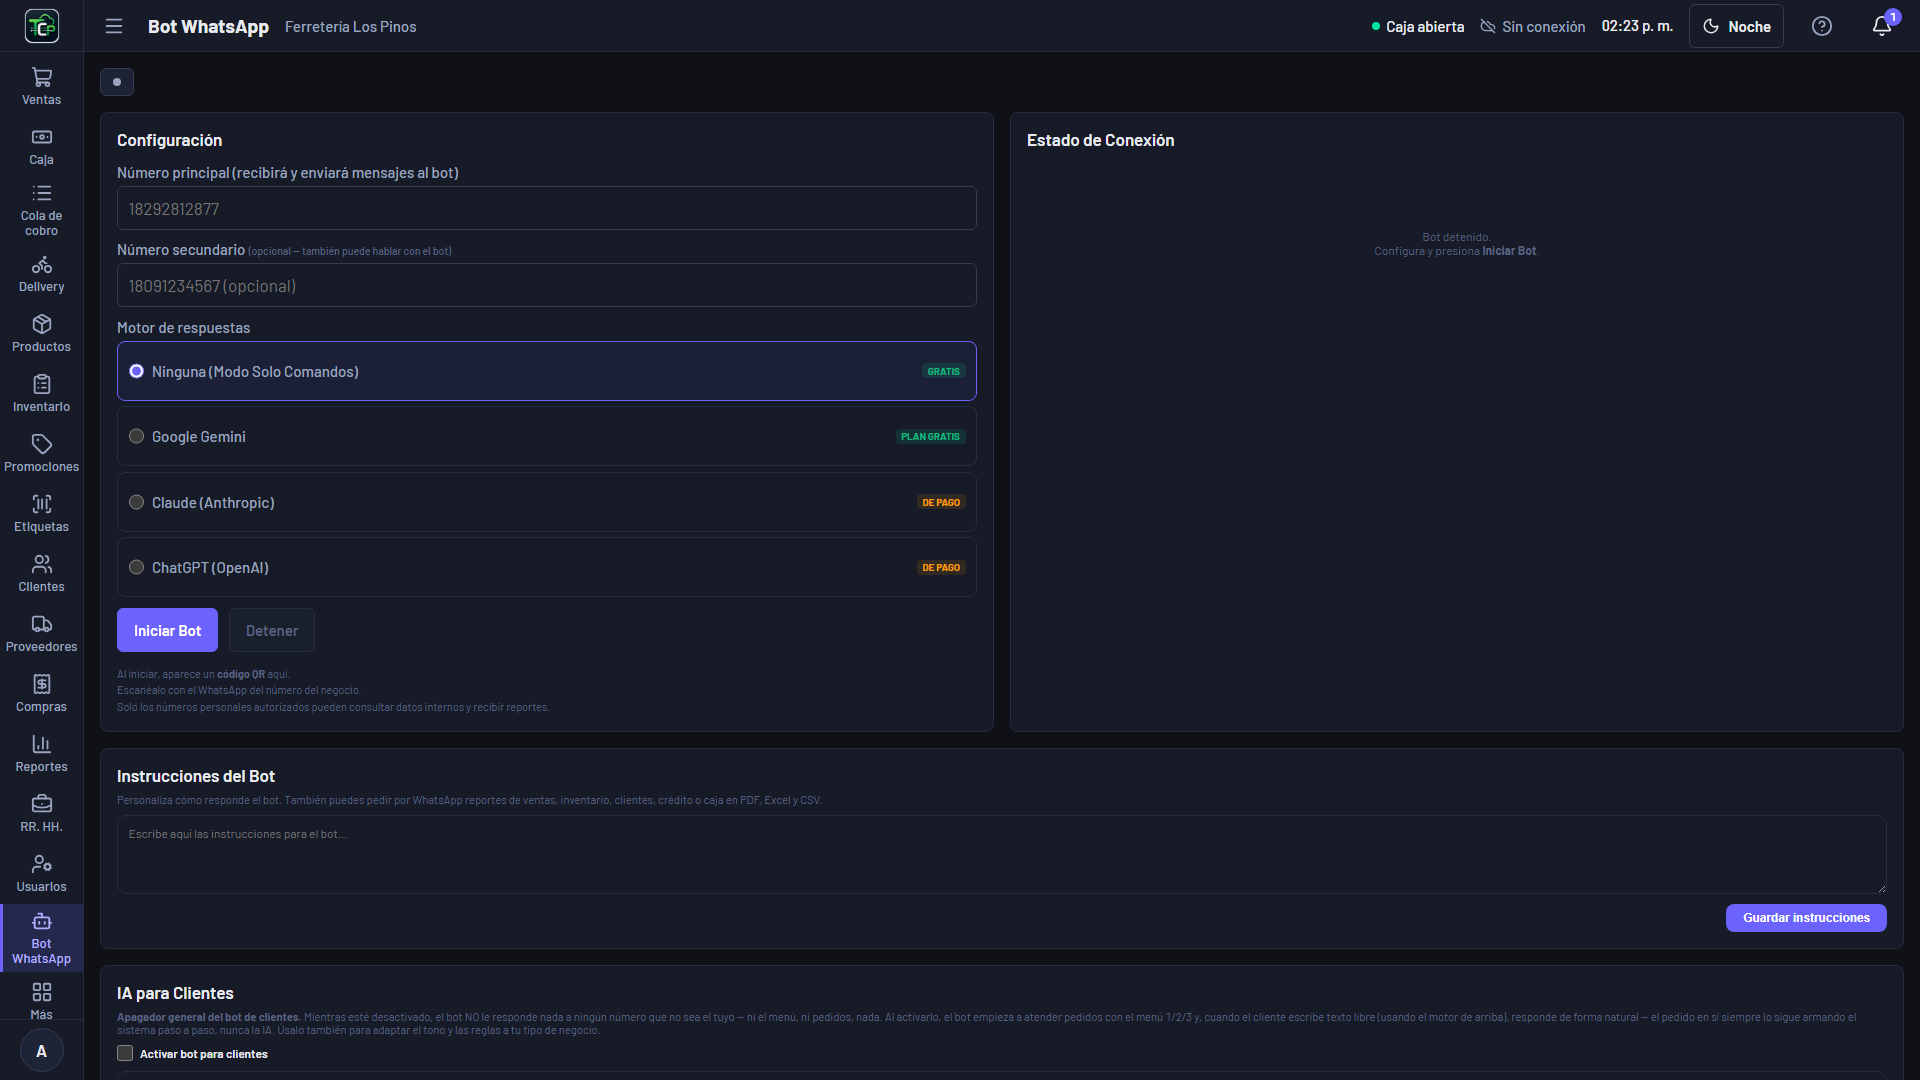 TCP
Bot WhatsApp
Ferretería Los Pinos
Caja abierta
Sin conexión
02:23 p. m.
Noche
1
Ventas
Caja
Cola de
cobro
Delivery
Productos
Inventario
Promociones
Etiquetas
Clientes
Proveedores
Compras
Reportes
RR. HH.
Usuarios
Bot
WhatsApp
Más
A
Configuración
Número principal (recibirá y enviará mensajes al bot)
18292812877
Número secundario (opcional — también puede hablar con el bot)
18091234567 (opcional)
Motor de respuestas
Ninguna (Modo Solo Comandos)
GRATIS
Google Gemini
PLAN GRATIS
Claude (Anthropic)
DE PAGO
ChatGPT (OpenAI)
DE PAGO
Iniciar Bot
Detener
Al iniciar, aparece un código QR aquí.
Escanéalo con el WhatsApp del número del negocio.
Solo los números personales autorizados pueden consultar datos internos y recibir reportes.
Estado de Conexión
Bot detenido.
Configura y presiona Iniciar Bot.
Instrucciones del Bot
Personaliza cómo responde el bot. También puedes pedir por WhatsApp reportes de ventas, inventario, clientes, crédito o caja en PDF, Excel y CSV.
Escribe aquí las instrucciones para el bot...
Guardar instrucciones
IA para Clientes
Apagador general del bot de clientes. Mientras esté desactivado, el bot NO le responde nada a ningún número que no sea el tuyo — ni el menú, ni pedidos, nada. Al activarlo, el bot empieza a atender pedidos con el menú 1/2/3 y, cuando el cliente escribe texto libre (usando el motor de arriba), responde de forma natural — el pedido en sí siempre lo sigue armando el
sistema paso a paso, nunca la IA. Úsalo también para adaptar el tono y las reglas a tu tipo de negocio.
Activar bot para clientes